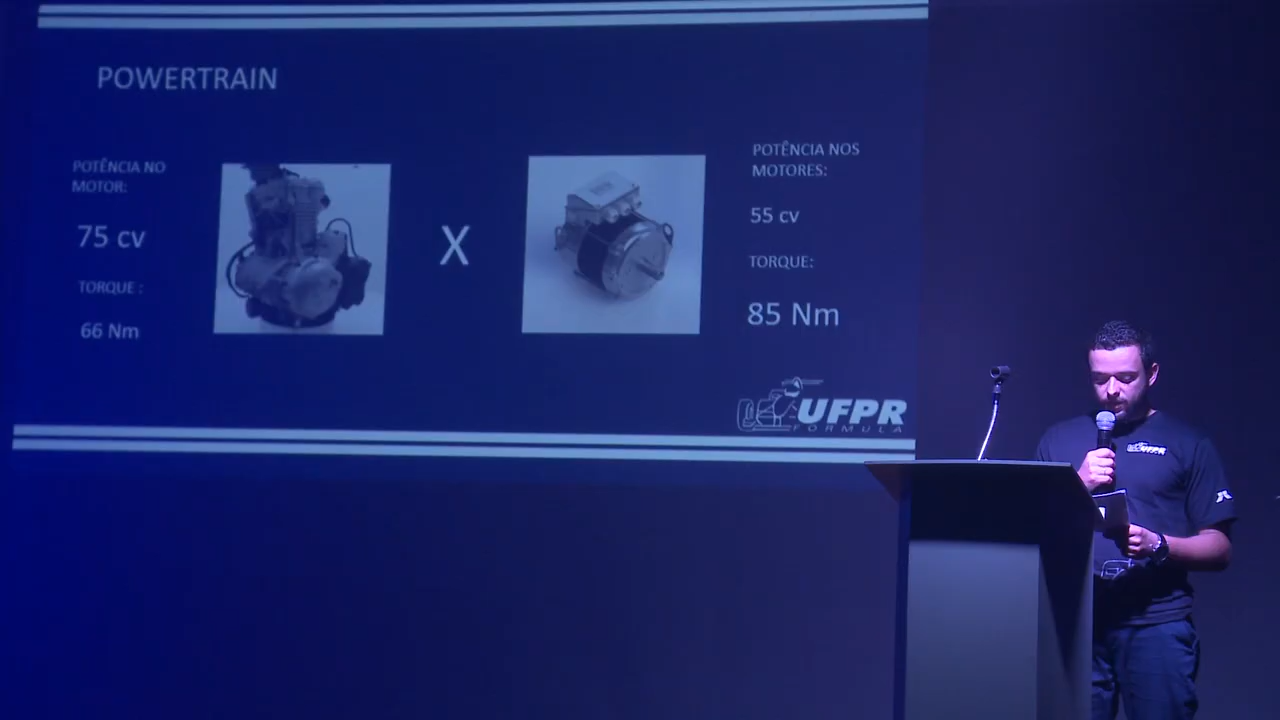 POWERTRAIN
POTÊNCIA NO
MOTOR:
75 cv
TORQUE :
66 Nm
X
POTÊNCIA NOS
MOTORES:
55 cv
TORQUE:
85 Nm
UFPR
FORMULA
UFPR